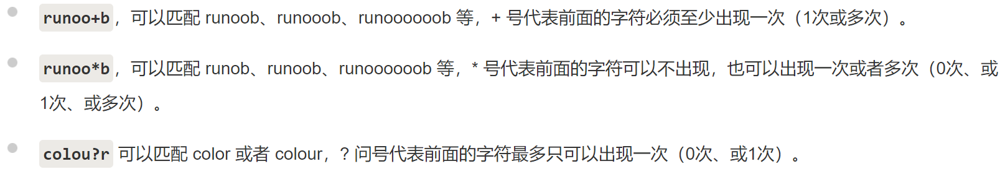 runoo+b，可以匹配 runoob、runooob、runoooooob 等，+ 号代表前面的字符必须至少出现一次（1次或多次）。
runoo*b，可以匹配 runob、runoob、runoooooob 等，* 号代表前面的字符可以不出现，也可以出现一次或者多次（0次、或
1次、或多次）。
colou?r 可以匹配 color 或者 colour，? 问号代表前面的字符最多只可以出现一次（0次、或1次）。